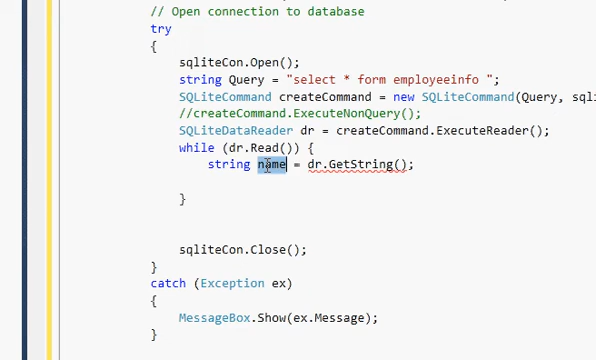 // Open connection to database
try
{
sqliteCon.Open();
string Query = "select * form employeeinfo ";
SQLiteCommand createCommand = new SQLiteCommand(Query, sqli
//createCommand.ExecuteNonQuery();
SQLiteDataReader dr = createCommand.ExecuteReader();
while (dr.Read()) {
string name = dr.GetString();
}
sqliteCon.Close();
}
catch (Exception ex)
{
MessageBox.Show(ex.Message);
}